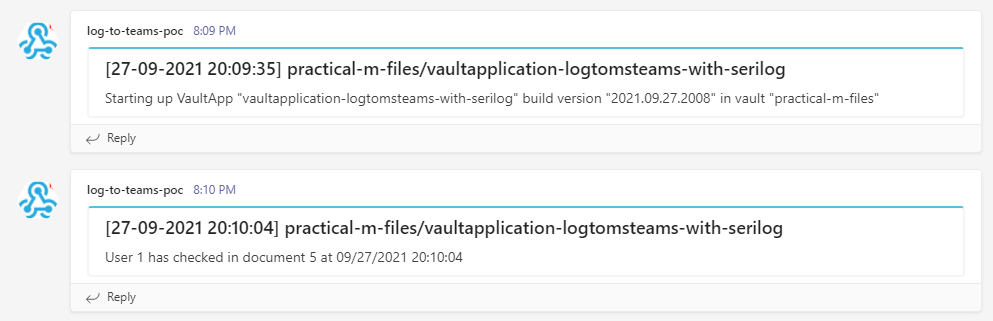 log-to-teams-poc 8:09 PM
[27-09-2021 20:09:35] practical-m-files/vaultapplication-logtomsteams-with-serilog
Starting up VaultApp "vaultapplication-logtomsteams-with-serilog" build version "2021.09.27.2008" in vault "practical-m-files"
Reply
log-to-teams-poc 8:10 PM
[27-09-2021 20:10:04] practical-m-files/vaultapplication-logtomsteams-with-serilog
User 1 has checked in document 5 at 09/27/2021 20:10:04
Reply